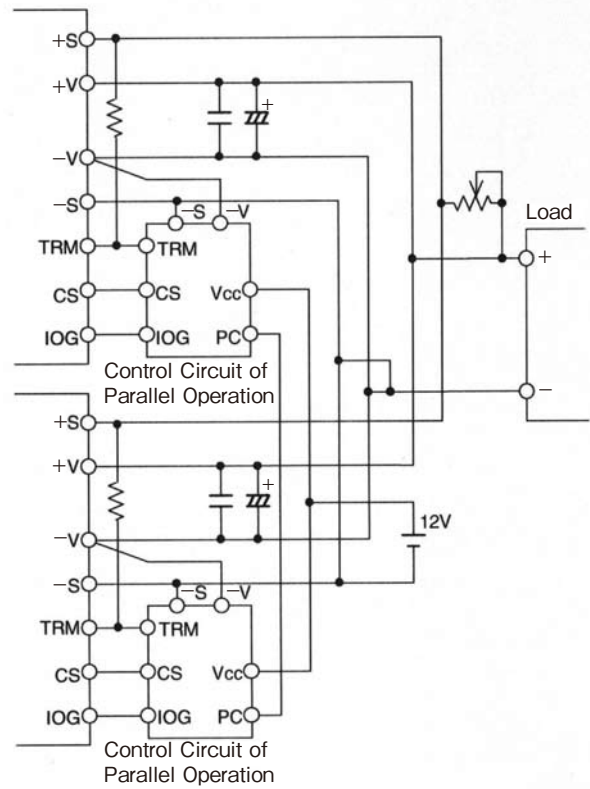 +S
+V
+
−V
−S
−S −V
Load
TRM TRM
+
CS CS Vcc
IOG IOG PC
Control Circuit of
Parallel Operation
−
+S
+V
+
12V
−V
−S
−S −V
TRM TRM
CS CS Vcc
IOG IOG PC
Control Circuit of
Parallel Operation